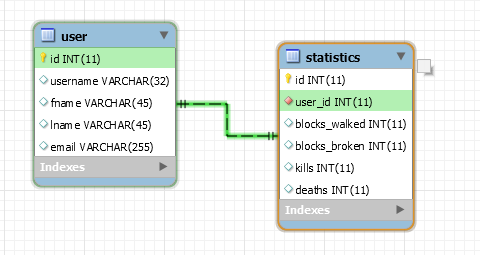 user
id INT(11)
username VARCHAR(32)
fname VARCHAR(45)
lname VARCHAR(45)
email VARCHAR(255)
Indexes
statistics
id INT(11)
user_id INT(11)
blocks_walked INT(11)
blocks_broken INT(11)
kills INT(11)
deaths INT(11)
Indexes